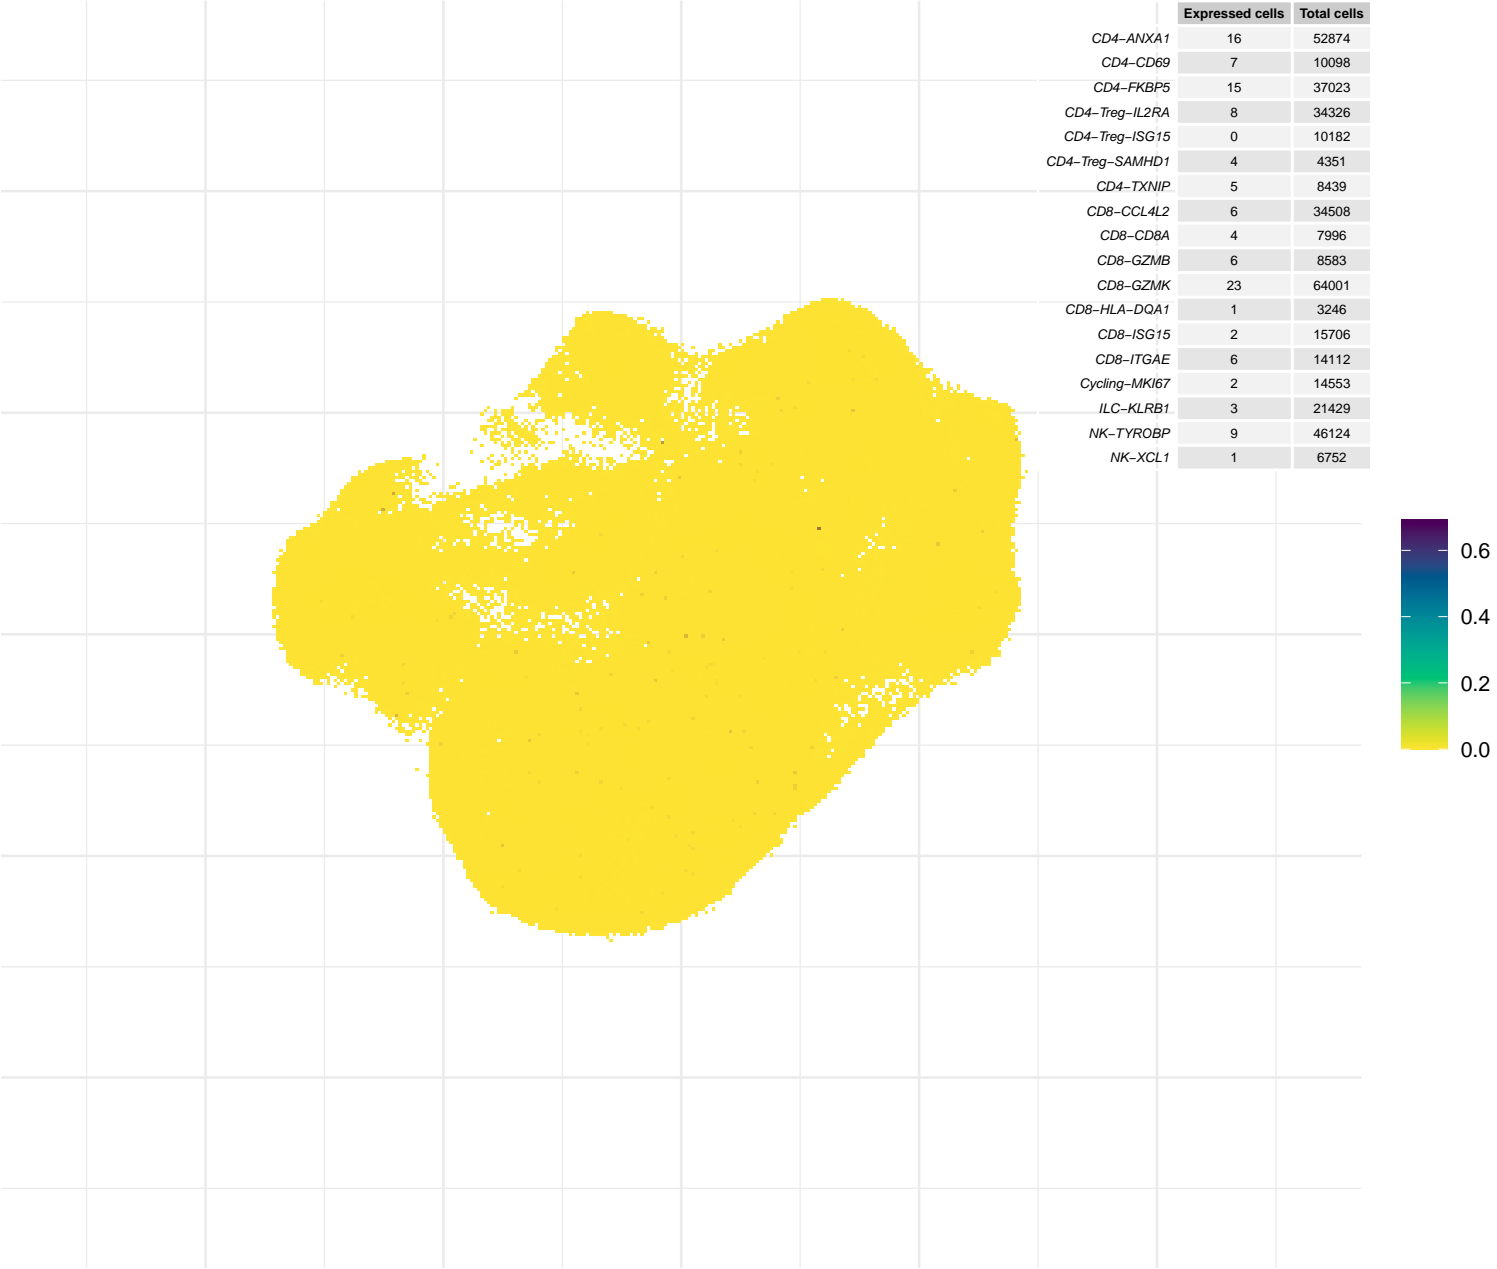 Expressed cells Total cells
CD4−ANXA1 16 52874
CD4−CD69 7 10098
CD4−FKBP5 15 37023
CD4−Treg−IL2RA 8 34326
CD4−Treg−ISG15 0 10182
CD4−Treg−SAMHD1 4 4351
CD4−TXNIP 5 8439
CD8−CCL4L2 6 34508
CD8−CD8A 4 7996
CD8−GZMB 6 8583
CD8−GZMK 23 64001
CD8−HLA−DQA1 1 3246
CD8−ISG15 2 15706
CD8−ITGAE 6 14112
Cycling−MKI67 2 14553
ILC−KLRB1 3 21429
NK−TYROBP 9 46124
NK−XCL1 1 6752
0.6
0.4
0.2
0.0